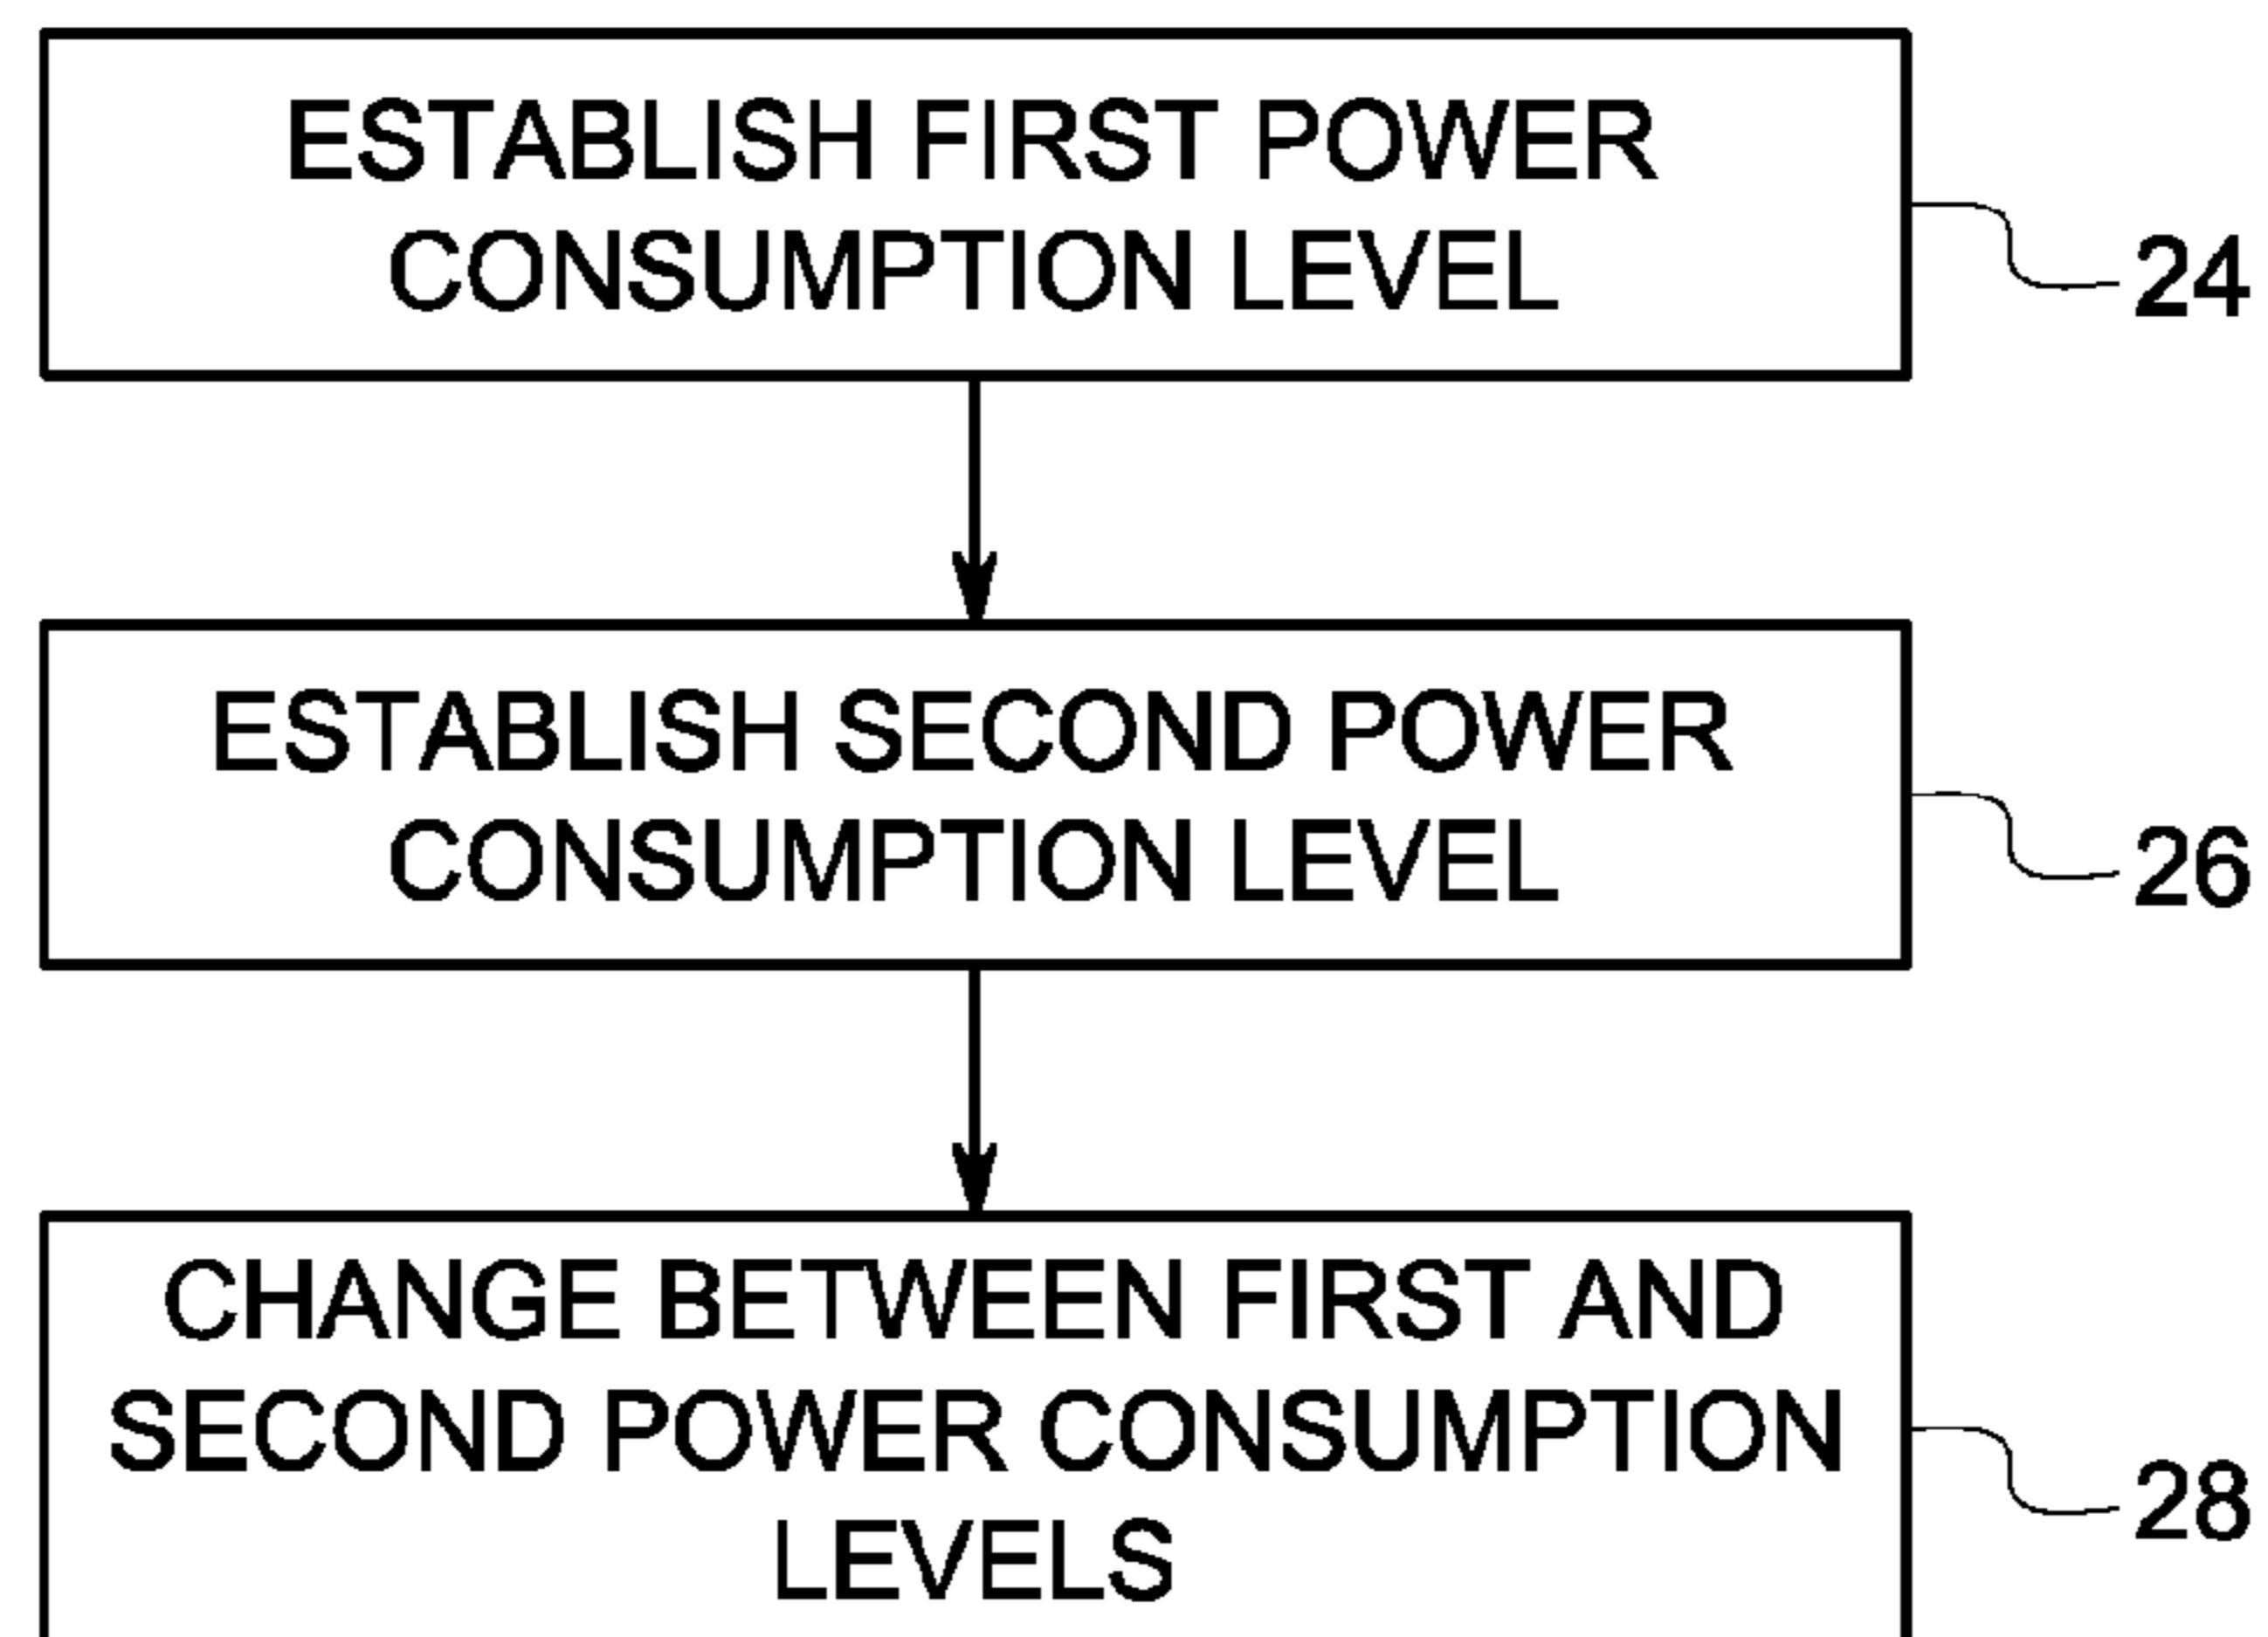 ESTABLISH FIRST POWER
CONSUMPTION LEVEL
24
ESTABLISH SECOND POWER
CONSUMPTION LEVEL
26
CHANGE BETWEEN FIRST AND
SECOND POWER CONSUMPTION
LEVELS
28